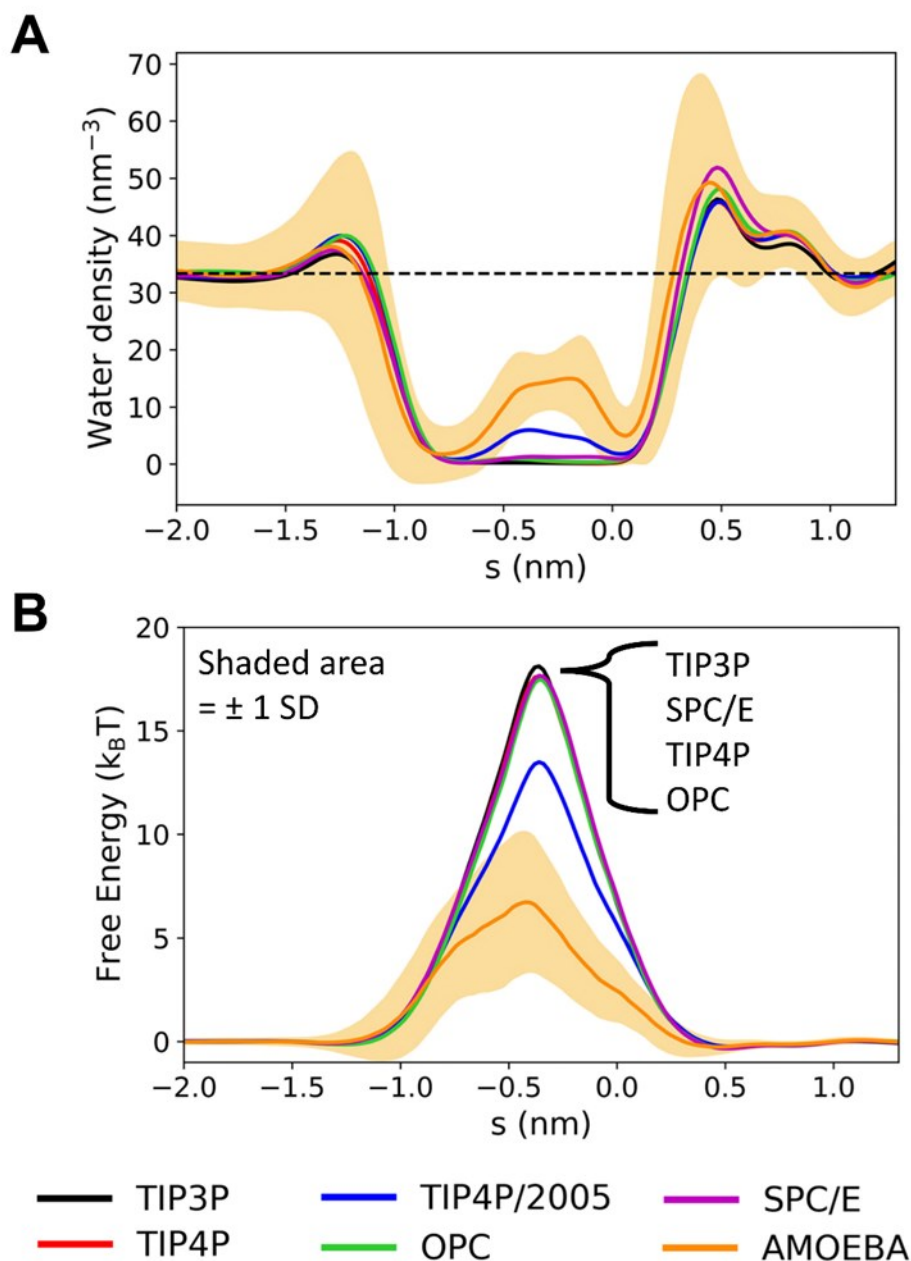 A
70
60
50
40
30
20
10
0
Water density (nm⁻³)
−2.0 −1.5 −1.0 −0.5 0.0 0.5 1.0
s (nm)
B
20
15
10
5
0
Free Energy (k_BT)
Shaded area
= ± 1 SD
TIP3P
SPC/E
TIP4P
OPC
−2.0 −1.5 −1.0 −0.5 0.0 0.5 1.0
s (nm)
TIP3P TIP4P/2005 SPC/E
TIP4P OPC AMOEBA